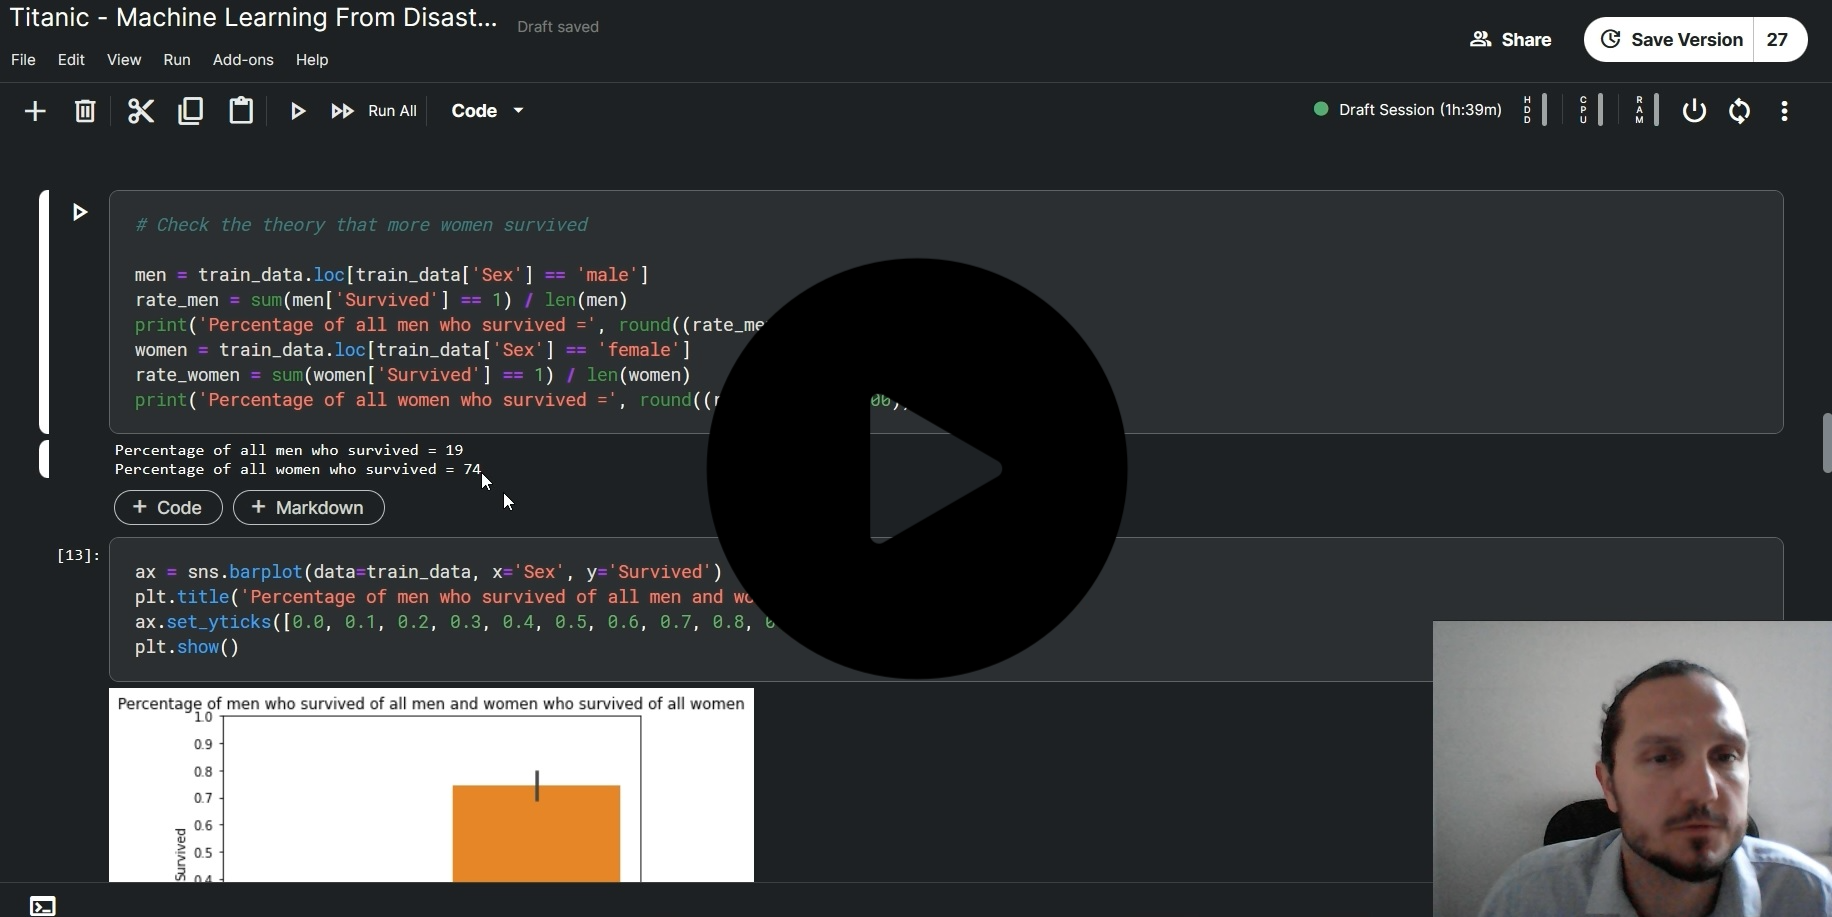 Titanic - Machine Learning From Disast...
Draft saved
File Edit View Run Add-ons Help
Share
Save Version 27
Run All
Code
Draft Session (1h:39m)
HDD
CPU
RAM
# Check the theory that more women survived
men = train_data.loc[train_data['Sex'] == 'male']
rate_men = sum(men['Survived'] == 1) / len(men)
print('Percentage of all men who survived =', round((rate_me
women = train_data.loc[train_data['Sex'] == 'female']
rate_women = sum(women['Survived'] == 1) / len(women)
print('Percentage of all women who survived =', round((
Percentage of all men who survived = 19
Percentage of all women who survived = 74
+ Code
+ Markdown
[13]:
ax = sns.barplot(data=train_data, x='Sex', y='Survived')
plt.title('Percentage of men who survived of all men and wo
ax.set_yticks([0.0, 0.1, 0.2, 0.3, 0.4, 0.5, 0.6, 0.7, 0.8,
plt.show()
Percentage of men who survived of all men and women who survived of all women
1.0
0.9
0.8
0.7
0.6
0.5
0.4
Survived